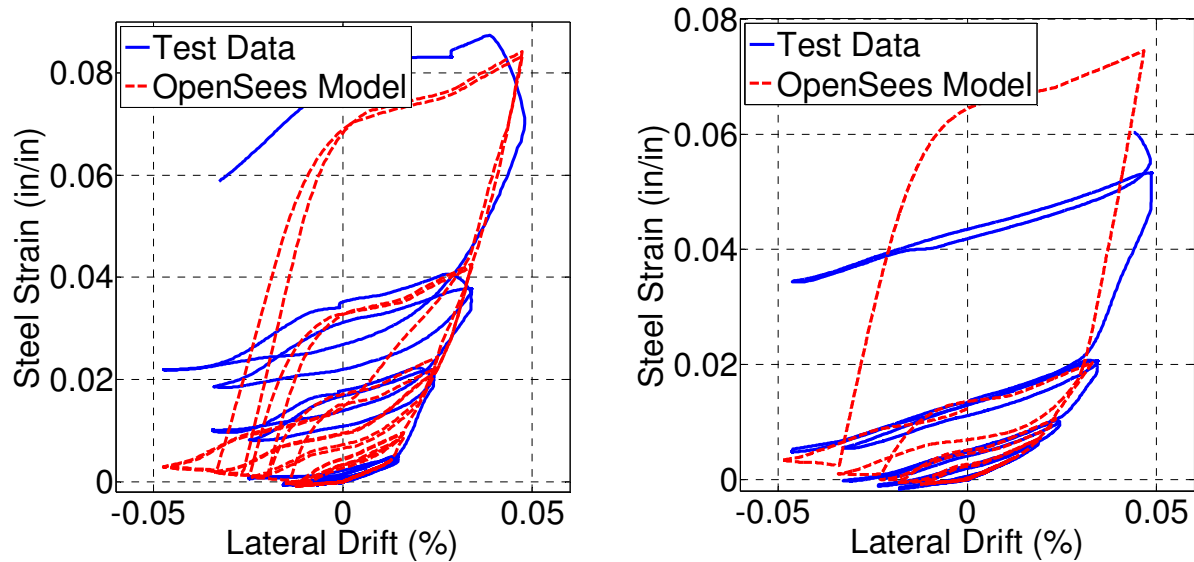 Test Data
OpenSees Model
Steel Strain (in/in)
0.08
0.06
0.04
0.02
0
-0.05
0
0.05
Lateral Drift (%)
Test Data
OpenSees Model
Steel Strain (in/in)
0.08
0.06
0.04
0.02
0
-0.05
0
0.05
Lateral Drift (%)